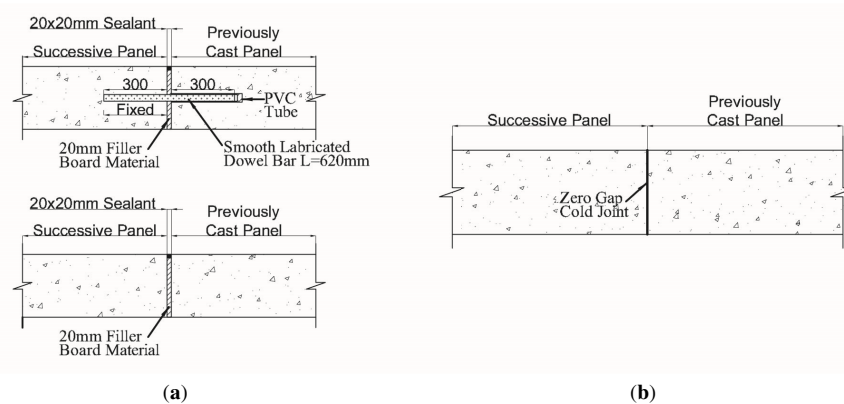 20x20mm Sealant
Previously
Successive Panel
Cast Panel
300
300
Fixed
PVC
Tube
20mm Filler
Board Material
Smooth Labricated
Dowel Bar L=620mm
20x20mm Sealant
Previously
Successive Panel
Cast Panel
20mm Filler
Board Material
(a)
Previously
Successive Panel
Cast Panel
Zero Gap
Cold Joint
(b)